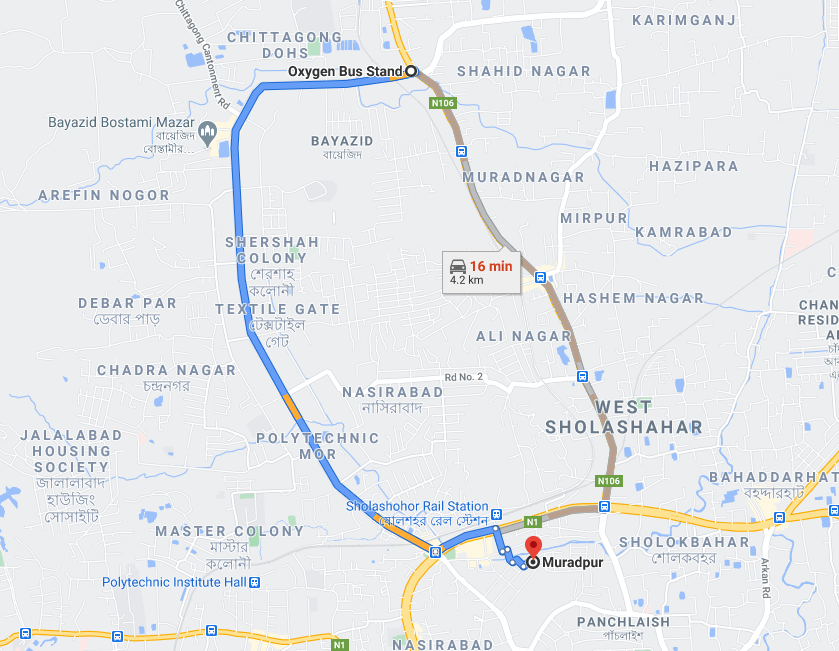 KARIMGANJ
CHITTAGONG
DOHS
Chittagong Cantonment Rd
Oxygen Bus Stand
SHAHID NAGAR
N106
Bayazid Bostami Mazar
বায়েজিদ
বোস্তামীর...
BAYAZID
বায়েজিদ
HAZIPARA
MURADNAGAR
AREFIN NOGOR
MIRPUR
KAMRABAD
SHERSHAH
COLONY
শেরশাহ
কলোনী
16 min
4.2 km
DEBAR PAR
ডেবার পাড়
TEXTILE GATE
টেক্সটাইল
গেট
HASHEM NAGAR
CHAN
RESID
ALI NAGAR
CHADRA NAGAR
চন্দ্রনগর
Rd No. 2
NASIRABAD
নাসিরাবাদ
WEST
SHOLASHAHAR
JALALABAD
HOUSING
SOCIETY
জালালাবাদ
হাউজিং
সোসাইটি
POLYTECHNIC
MOR
N106
BAHADDARHAT
বহদ্দারহাট
Sholashohor Rail Station
ষোলশহর রেল স্টেশন
N1
MASTER COLONY
মাস্টার
কলোনী
SHOLOKBAHAR
শোলকবহর
Muradpur
Arkan Rd
Polytechnic Institute Hall
PANCHLAISH
পাঁচলাইশ
NASIRABAD
N1